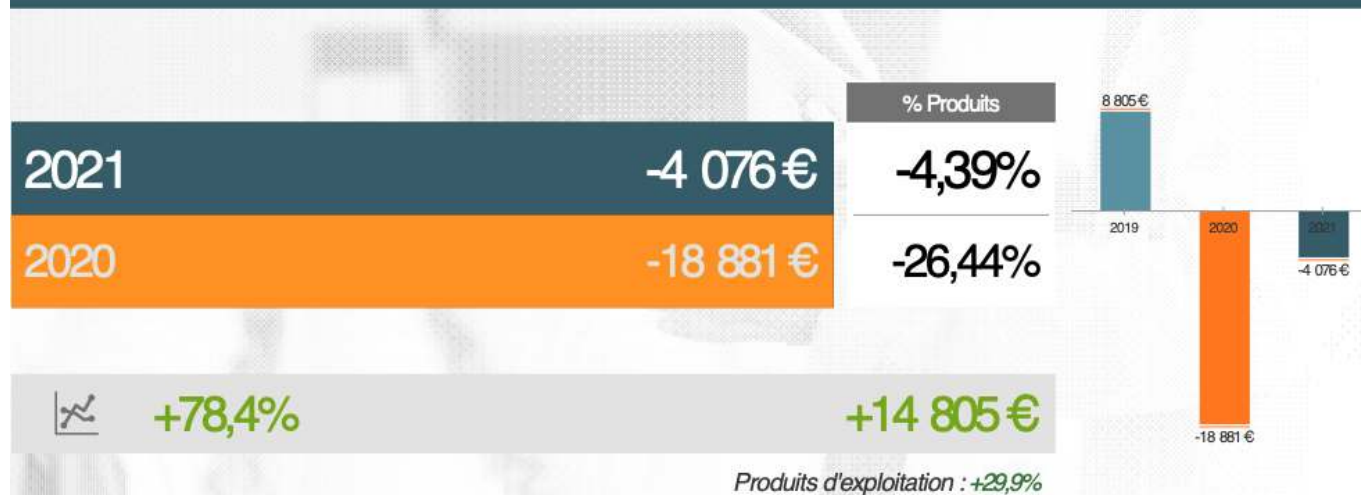 % Produits
2021 -4 076 € -4,39%
2020 -18 881 € -26,44%
+78,4% +14 805 €
Produits d'exploitation : +29,9%
8 805 €
2019 2020 2021
-4 076 €
-18 881 €